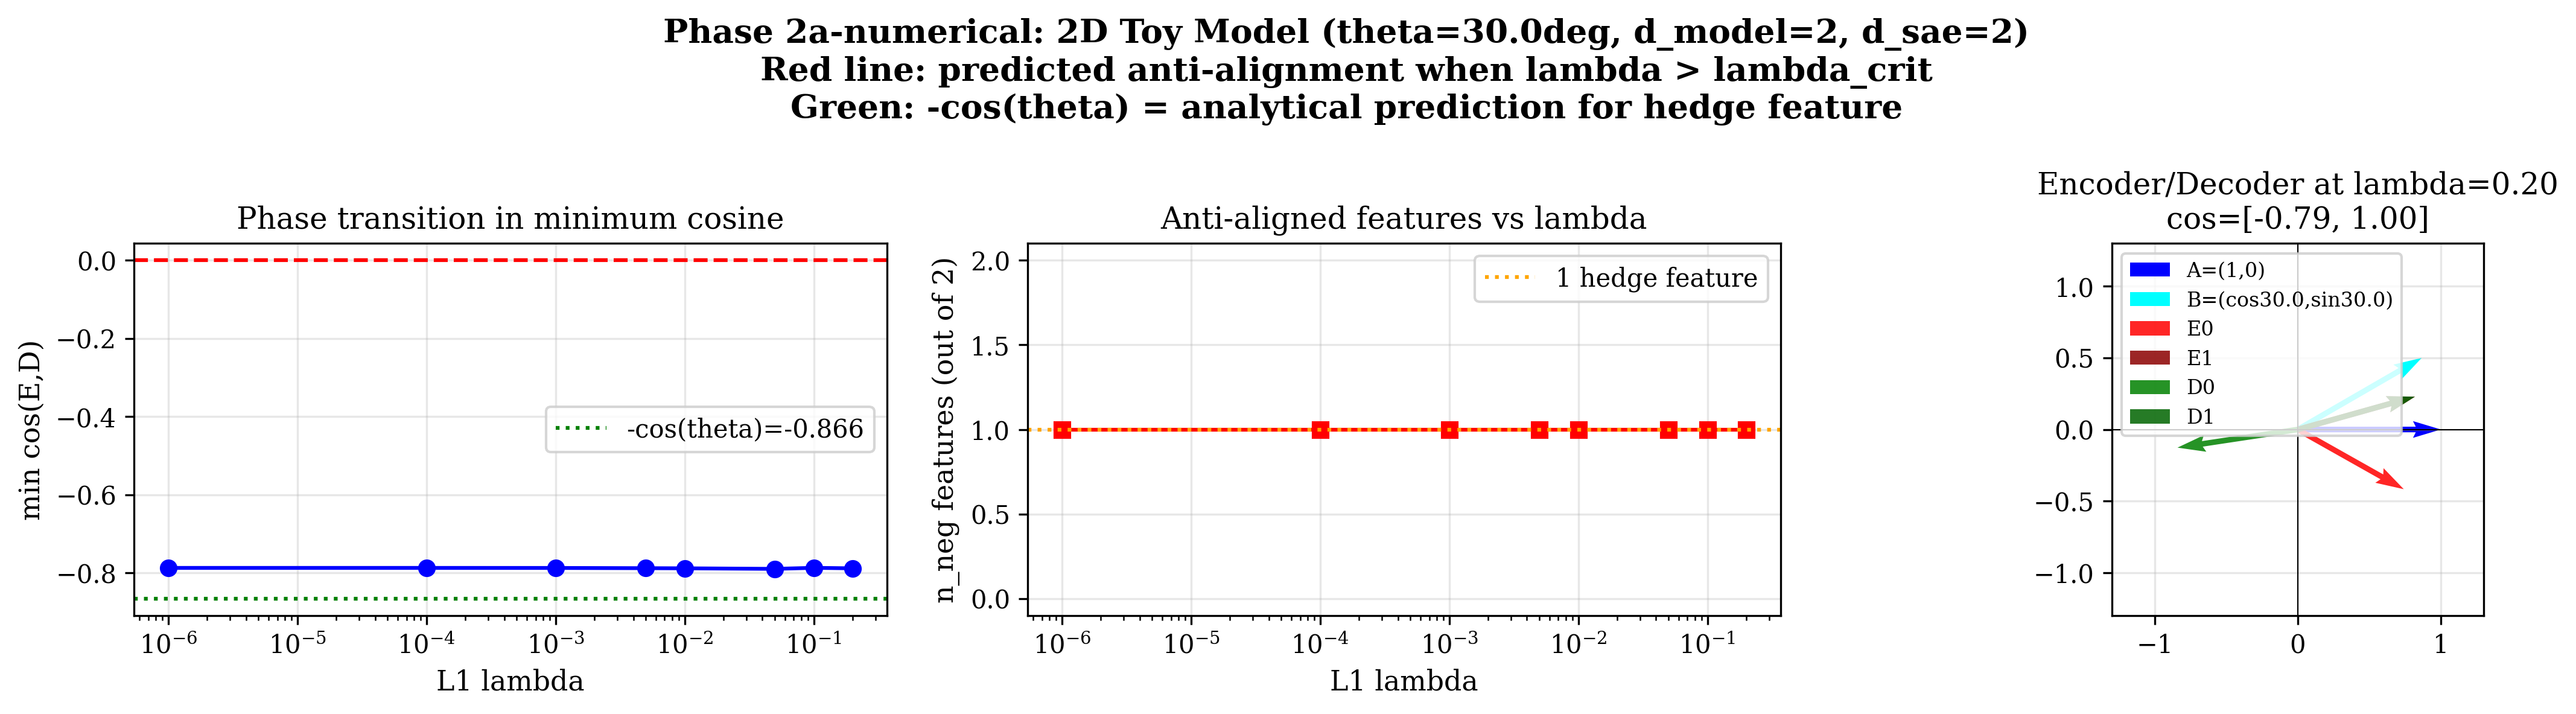 Phase 2a-numerical: 2D Toy Model (theta=30.0deg, d_model=2, d_sae=2)
Red line: predicted anti-alignment when lambda > lambda_crit
Green: -cos(theta) = analytical prediction for hedge feature
Phase transition in minimum cosine
min cos(E,D)
0.0
−0.2
−0.4
−0.6
−0.8
-cos(theta)=-0.866
10⁻⁶
10⁻⁵
10⁻⁴
10⁻³
10⁻²
10⁻¹
L1 lambda
Anti-aligned features vs lambda
n_neg features (out of 2)
2.0
1.5
1.0
0.5
0.0
1 hedge feature
10⁻⁶
10⁻⁵
10⁻⁴
10⁻³
10⁻²
10⁻¹
L1 lambda
Encoder/Decoder at lambda=0.20
cos=[-0.79, 1.00]
1.0
0.5
0.0
−0.5
−1.0
A=(1,0)
B=(cos30.0,sin30.0)
E0
E1
D0
D1
−1
0
1